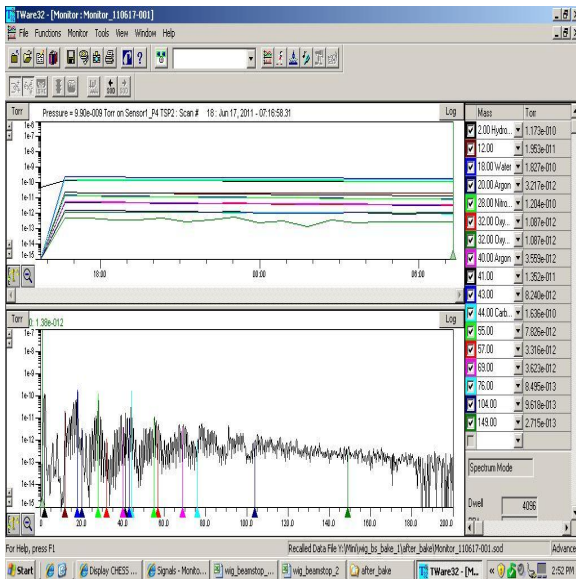 TWare32 - [Monitor : Monitor_110617-001]
File Functions Monitor Tools View Window Help
Torr Pressure = 9.90e-009 Torr on Sensor1_P4 TSP2 : Scan # 18 : Jun 17, 2011 - 07:16:58.31 Log
1e-6
1e-7
1e-8
1e-9
1e-10
1e-11
1e-12
1e-13
1e-14
1e-15
18:00 00:00 06:00
Torr 0, 1.38e-012 Log
1e-7
1e-8
1e-9
1e-10
1e-11
1e-12
1e-13
1e-14
1e-15
20.0 40.0 60.0 80.0 100.0 120.0 140.0 160.0 180.0 200.0
Mass Torr
2.00 Hydro... 1.173e-010
12.00 1.953e-011
18.00 Water 1.827e-010
20.00 Argon 3.217e-012
28.00 Nitro... 1.204e-010
32.00 Oxy... 1.087e-012
32.00 Oxy... 1.087e-012
40.00 Argon 3.559e-012
41.00 1.352e-011
43.00 8.240e-012
44.00 Carb... 1.636e-010
55.00 7.826e-012
57.00 3.316e-012
69.00 3.623e-012
76.00 8.495e-013
104.00 9.618e-013
149.00 2.715e-013
Spectrum Mode
Dwell 4096
For Help, press F1 Recalled Data File Y:\Mini\wig_bs_bake_1\after_bake\Monitor_110617-001.sod Advance
Start Display CHESS ... Signals - Monito... wig_beamstop_... wig_beamstop_2 after_bake TWare32 - [M... 2:52 PM